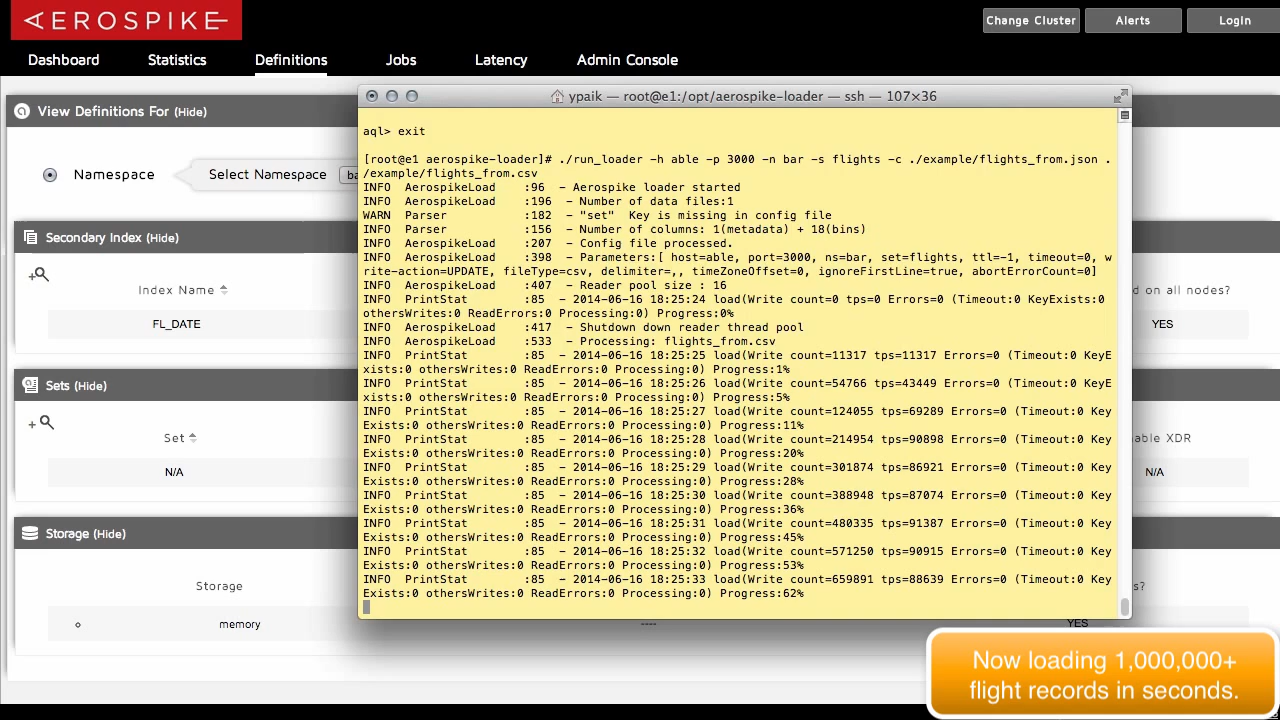 AEROSPIKE
Change Cluster Alerts Login
Dashboard Statistics Definitions Jobs Latency Admin Console
View Definitions For (Hide)
Namespace Select Namespace
Secondary Index (Hide)
Index Name
on all nodes?
FL_DATE
YES
Sets (Hide)
Set
XDR
N/A
N/A
Storage (Hide)
Storage
memory
----
YES
ypaik — root@e1:/opt/aerospike-loader — ssh — 107×36
aql> exit
[root@e1 aerospike-loader]# ./run_loader -h able -p 3000 -n bar -s flights -c ./example/flights_from.json .
/example/flights_from.csv
INFO AerospikeLoad :96 - Aerospike loader started
INFO AerospikeLoad :196 - Number of data files:1
WARN Parser :182 - "set" Key is missing in config file
INFO Parser :156 - Number of columns: 1(metadata) + 18(bins)
INFO AerospikeLoad :207 - Config file processed.
INFO AerospikeLoad :398 - Parameters:[ host=able, port=3000, ns=bar, set=flights, ttl=-1, timeout=0, w
rite-action=UPDATE, fileType=csv, delimiter=,, timeZoneOffset=0, ignoreFirstLine=true, abortErrorCount=0]
INFO AerospikeLoad :407 - Reader pool size : 16
INFO PrintStat :85 - 2014-06-16 18:25:24 load(Write count=0 tps=0 Errors=0 (Timeout:0 KeyExists:0
othersWrites:0 ReadErrors:0 Processing:0) Progress:0%
INFO AerospikeLoad :417 - Shutdown down reader thread pool
INFO AerospikeLoad :533 - Processing: flights_from.csv
INFO PrintStat :85 - 2014-06-16 18:25:25 load(Write count=11317 tps=11317 Errors=0 (Timeout:0 KeyE
xists:0 othersWrites:0 ReadErrors:0 Processing:0) Progress:1%
INFO PrintStat :85 - 2014-06-16 18:25:26 load(Write count=54766 tps=43449 Errors=0 (Timeout:0 KeyE
xists:0 othersWrites:0 ReadErrors:0 Processing:0) Progress:5%
INFO PrintStat :85 - 2014-06-16 18:25:27 load(Write count=124055 tps=69289 Errors=0 (Timeout:0 Key
Exists:0 othersWrites:0 ReadErrors:0 Processing:0) Progress:11%
INFO PrintStat :85 - 2014-06-16 18:25:28 load(Write count=214954 tps=90898 Errors=0 (Timeout:0 Key
Exists:0 othersWrites:0 ReadErrors:0 Processing:0) Progress:20%
INFO PrintStat :85 - 2014-06-16 18:25:29 load(Write count=301874 tps=86921 Errors=0 (Timeout:0 Key
Exists:0 othersWrites:0 ReadErrors:0 Processing:0) Progress:28%
INFO PrintStat :85 - 2014-06-16 18:25:30 load(Write count=388948 tps=87074 Errors=0 (Timeout:0 Key
Exists:0 othersWrites:0 ReadErrors:0 Processing:0) Progress:36%
INFO PrintStat :85 - 2014-06-16 18:25:31 load(Write count=480335 tps=91387 Errors=0 (Timeout:0 Key
Exists:0 othersWrites:0 ReadErrors:0 Processing:0) Progress:45%
INFO PrintStat :85 - 2014-06-16 18:25:32 load(Write count=571250 tps=90915 Errors=0 (Timeout:0 Key
Exists:0 othersWrites:0 ReadErrors:0 Processing:0) Progress:53%
INFO PrintStat :85 - 2014-06-16 18:25:33 load(Write count=659891 tps=88639 Errors=0 (Timeout:0 Key
Exists:0 othersWrites:0 ReadErrors:0 Processing:0) Progress:62%
Now loading 1,000,000+
flight records in seconds.